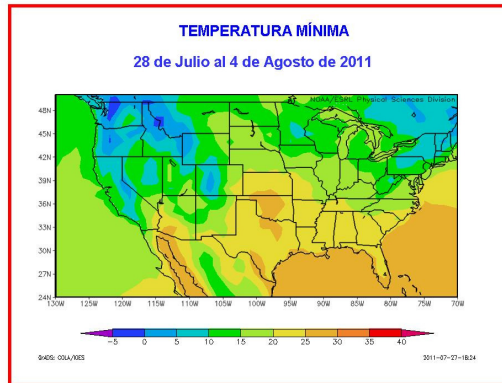 TEMPERATURA MÍNIMA
28 de Julio al 4 de Agosto de 2011
NOAA/ESRL Physical Sciences Division
48N
45N
42N
39N
36N
33N
30N
27N
24N
130W 125W 120W 115W 110W 105W 100W 95W 90W 85W 80W 75W 70W
-5 0 5 10 15 20 25 30 35 40
GrADS: COLA/IGES 2011-07-27-18:24